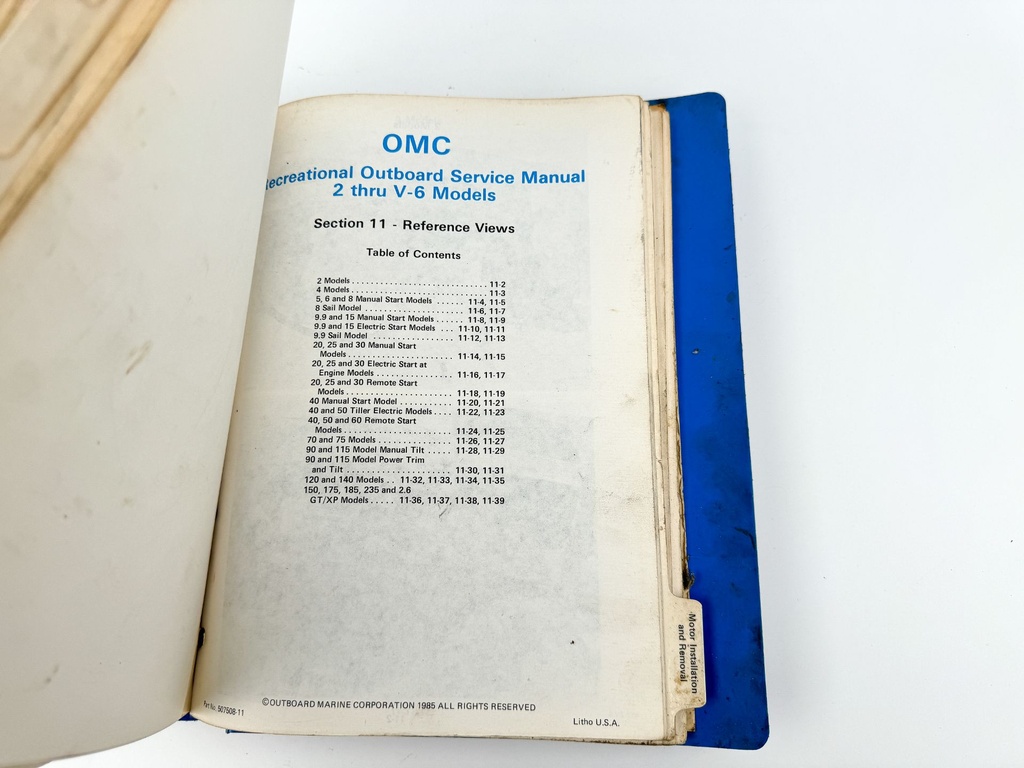 OMC
Recreational Outboard Service Manual
2 thru V-6 Models
Section 11 - Reference Views
Table of Contents
2 Models . . . . . . . . . . . . . . . . . . . . . . . . . . . 11-2
4 Models . . . . . . . . . . . . . . . . . . . . . . . . . . . 11-3
5, 6 and 8 Manual Start Models . . . . . . 11-4, 11-5
8 Sail Model . . . . . . . . . . . . . . . . . . . . 11-6, 11-7
9.9 and 15 Manual Start Models . . . . . . 11-8, 11-9
9.9 and 15 Electric Start Models . . . 11-10, 11-11
9.9 Sail Model . . . . . . . . . . . . . . . . 11-12, 11-13
20, 25 and 30 Manual Start
Models . . . . . . . . . . . . . . . . . . . . . 11-14, 11-15
20, 25 and 30 Electric Start at
Engine Models . . . . . . . . . . . . . . . 11-16, 11-17
20, 25 and 30 Remote Start
Models . . . . . . . . . . . . . . . . . . . . . 11-18, 11-19
40 Manual Start Model . . . . . . . . . . . 11-20, 11-21
40 and 50 Tiller Electric Models . . . . 11-22, 11-23
40, 50 and 60 Remote Start
Models . . . . . . . . . . . . . . . . . . . . . 11-24, 11-25
70 and 75 Models . . . . . . . . . . . . . . . 11-26, 11-27
90 and 115 Model Manual Tilt . . . . . 11-28, 11-29
90 and 115 Model Power Trim
and Tilt . . . . . . . . . . . . . . . . . . . . . 11-30, 11-31
120 and 140 Models . . 11-32, 11-33, 11-34, 11-35
150, 175, 185, 235 and 2.6
GT/XP Models . . . . . 11-36, 11-37, 11-38, 11-39
Motor Installation
and Removal
©OUTBOARD MARINE CORPORATION 1985 ALL RIGHTS RESERVED
Part No. 507508-11
Litho U.S.A.